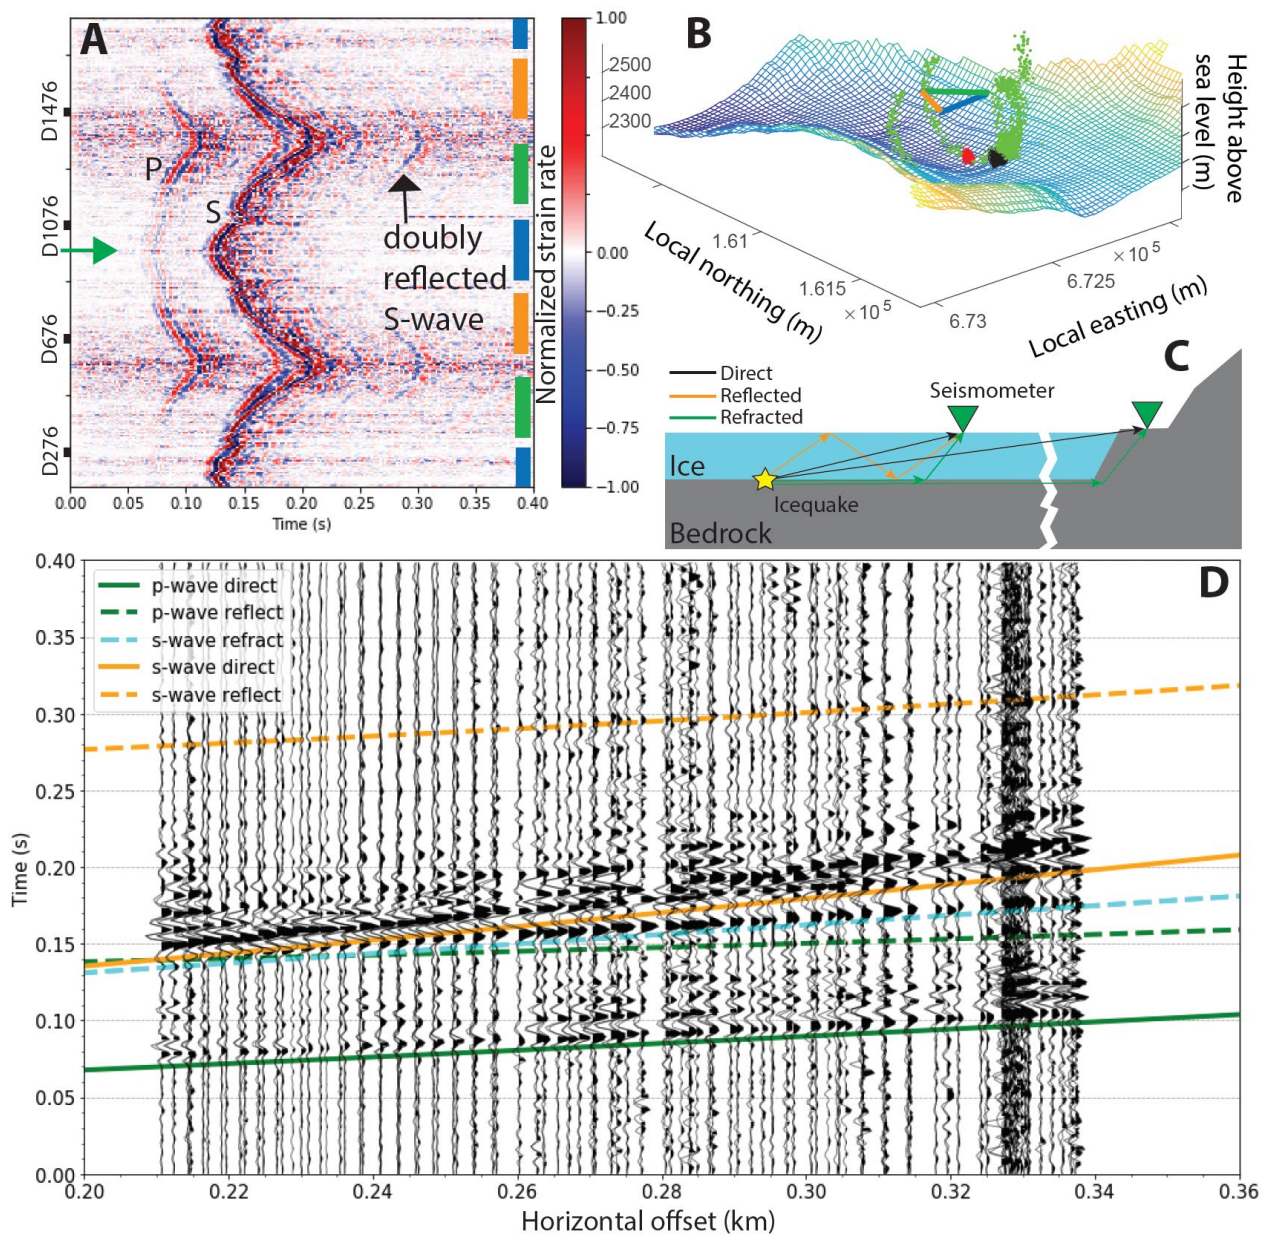 A
D1476
D1076
D676
D276
P
S
doubly
reflected
S-wave
0.00
0.05
0.10
0.15
0.20
0.25
0.30
0.35
0.40
Time (s)
1.00
0.00
−0.25
−0.50
−0.75
−1.00
Normalized strain rate
B
2500
2400
2300
Height above
sea level (m)
Local northing (m)
1.61
1.615
×10⁵
Local easting (m)
6.73
6.725
×10⁵
C
Direct
Reflected
Refracted
Seismometer
Ice
Icequake
Bedrock
D
p-wave direct
p-wave reflect
s-wave refract
s-wave direct
s-wave reflect
0.40
0.35
0.30
0.25
0.20
0.15
0.10
0.05
0.00
Time (s)
0.20
0.22
0.24
0.26
0.28
0.30
0.32
0.34
0.36
Horizontal offset (km)